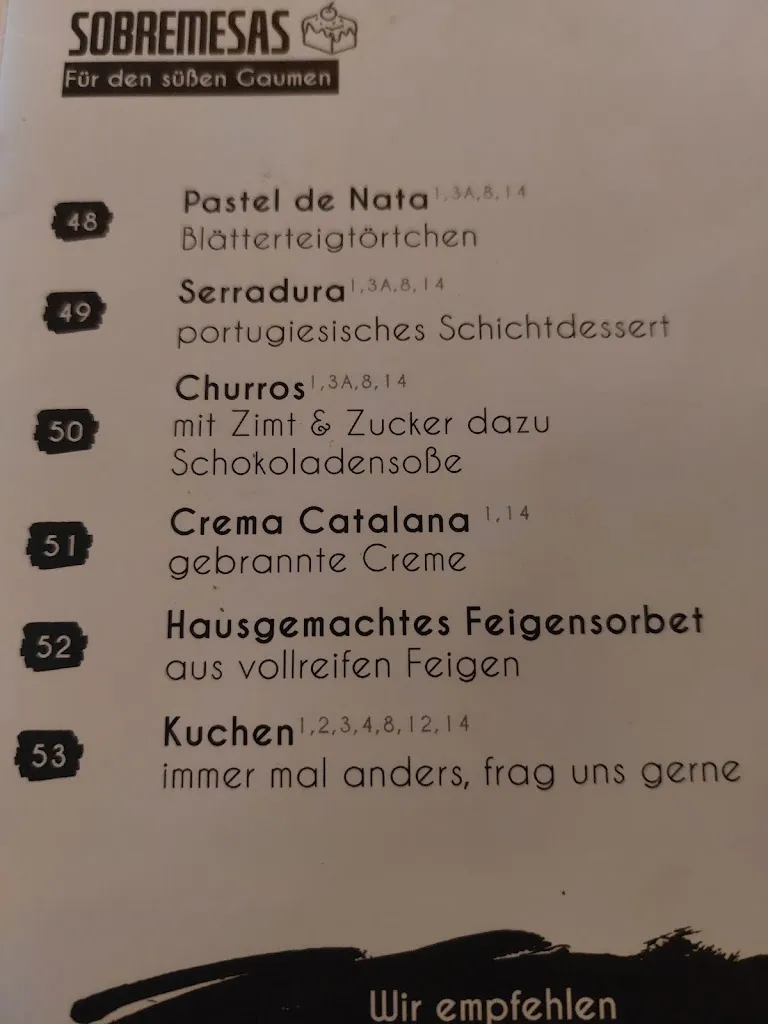 SOBREMESAS
Für den süßen Gaumen
48 Pastel de Nata 1,3A,8,14
Blätterteigtörtchen
49 Serradura 1,3A,8,14
portugiesisches Schichtdessert
50 Churros 1,3A,8,14
mit Zimt & Zucker dazu
Schokoladensoße
51 Crema Catalana 1,14
gebrannte Creme
52 Hausgemachtes Feigensorbet
aus vollreifen Feigen
53 Kuchen 1,2,3,4,8,12,14
immer mal anders, frag uns gerne
Wir empfehlen